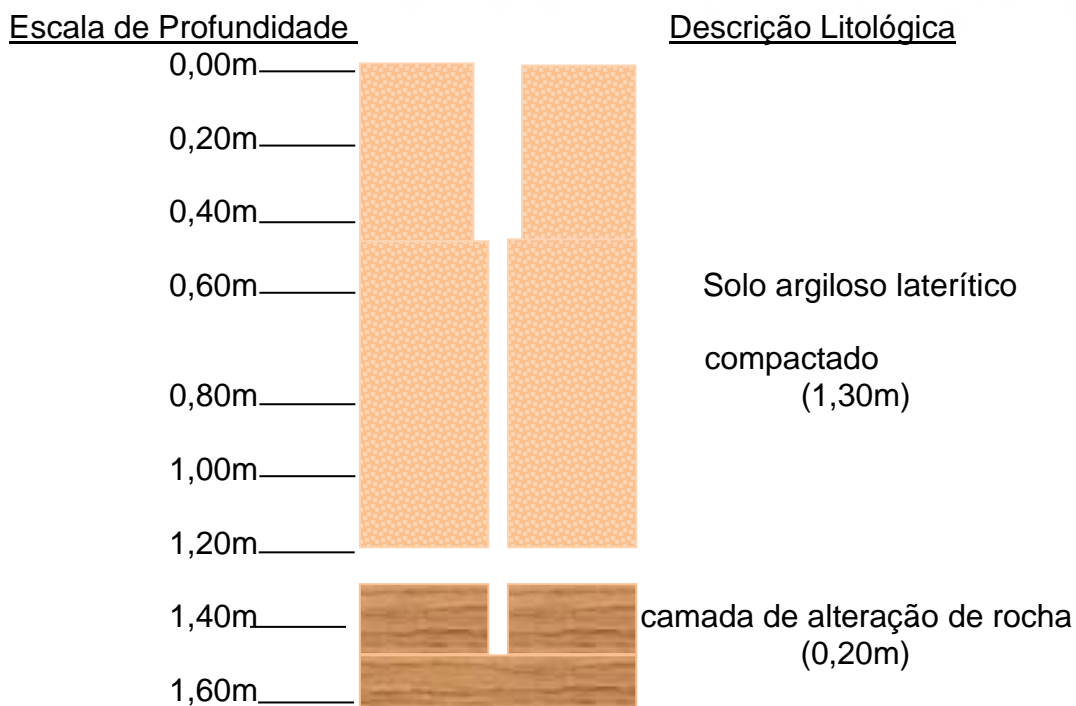 Escala de Profundidade
Descrição Litológica
0,00m
0,20m
0,40m
0,60m
Solo argiloso laterítico
compactado
0,80m
(1,30m)
1,00m
1,20m
1,40m
camada de alteração de rocha
(0,20m)
1,60m